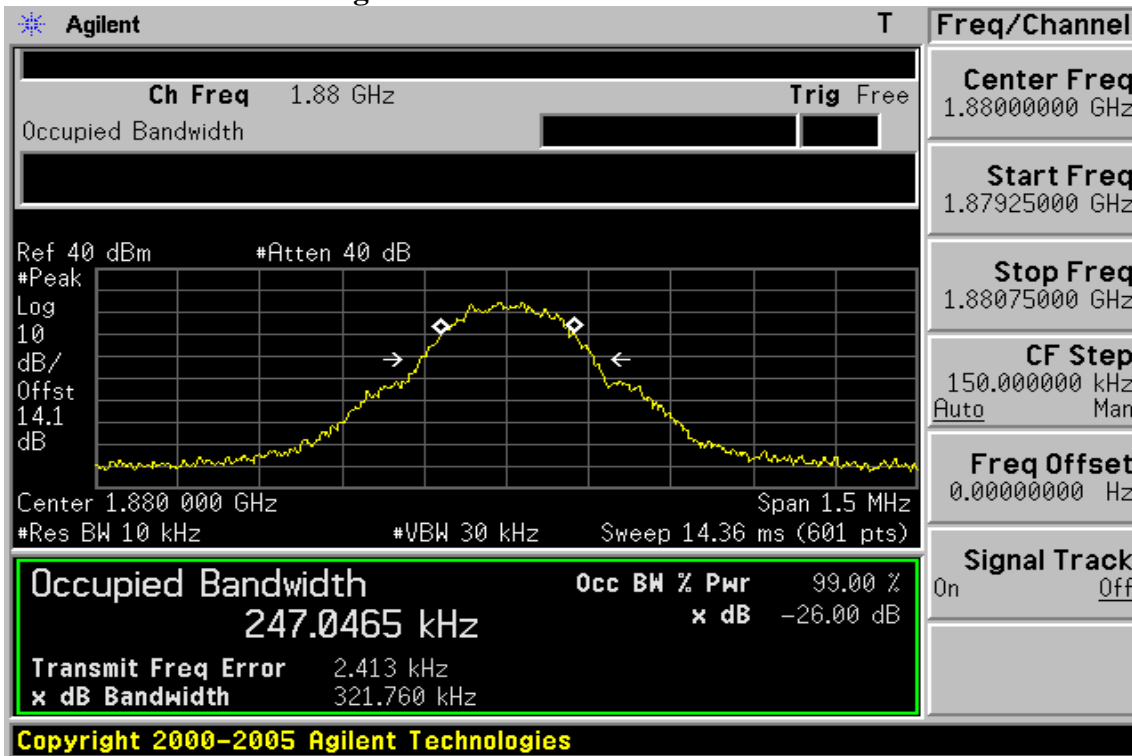 Agilent T Freq/Channel
Ch Freq 1.88 GHz Trig Free
Occupied Bandwidth
Center Freq
1.88000000 GHz
Start Freq
1.87925000 GHz
Stop Freq
1.88075000 GHz
CF Step
150.000000 kHz
Auto Man
Freq Offset
0.00000000 Hz
Signal Track
On Off
Ref 40 dBm #Atten 40 dB
#Peak
Log
10
dB/
Offst
14.1
dB
Center 1.880 000 GHz Span 1.5 MHz
#Res BW 10 kHz #VBW 30 kHz Sweep 14.36 ms (601 pts)
Occupied Bandwidth Occ BW % Pwr 99.00 %
247.0465 kHz x dB -26.00 dB
Transmit Freq Error 2.413 kHz
x dB Bandwidth 321.760 kHz
Copyright 2000-2005 Agilent Technologies